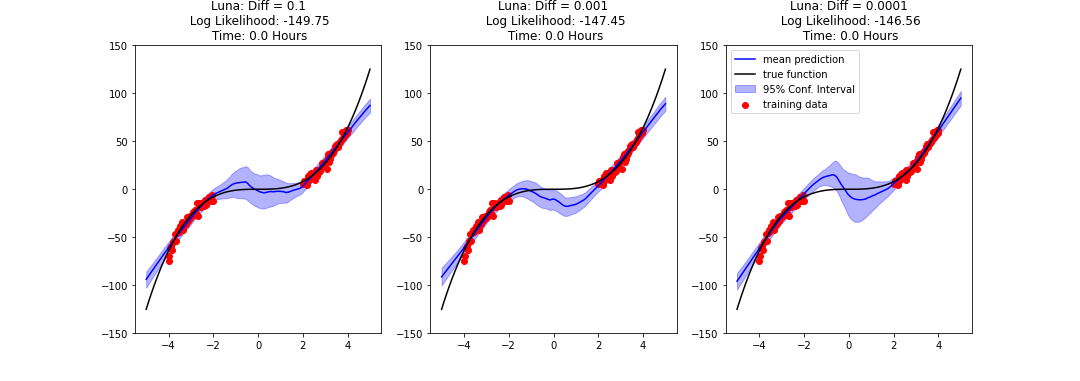 Luna: Diff = 0.1
Log Likelihood: -149.75
Time: 0.0 Hours
150
100
50
0
−50
−100
−150
−4
−2
0
2
4
Luna: Diff = 0.001
Log Likelihood: -147.45
Time: 0.0 Hours
150
100
50
0
−50
−100
−150
−4
−2
0
2
4
Luna: Diff = 0.0001
Log Likelihood: -146.56
Time: 0.0 Hours
mean prediction
true function
95% Conf. Interval
training data
150
100
50
0
−50
−100
−150
−4
−2
0
2
4